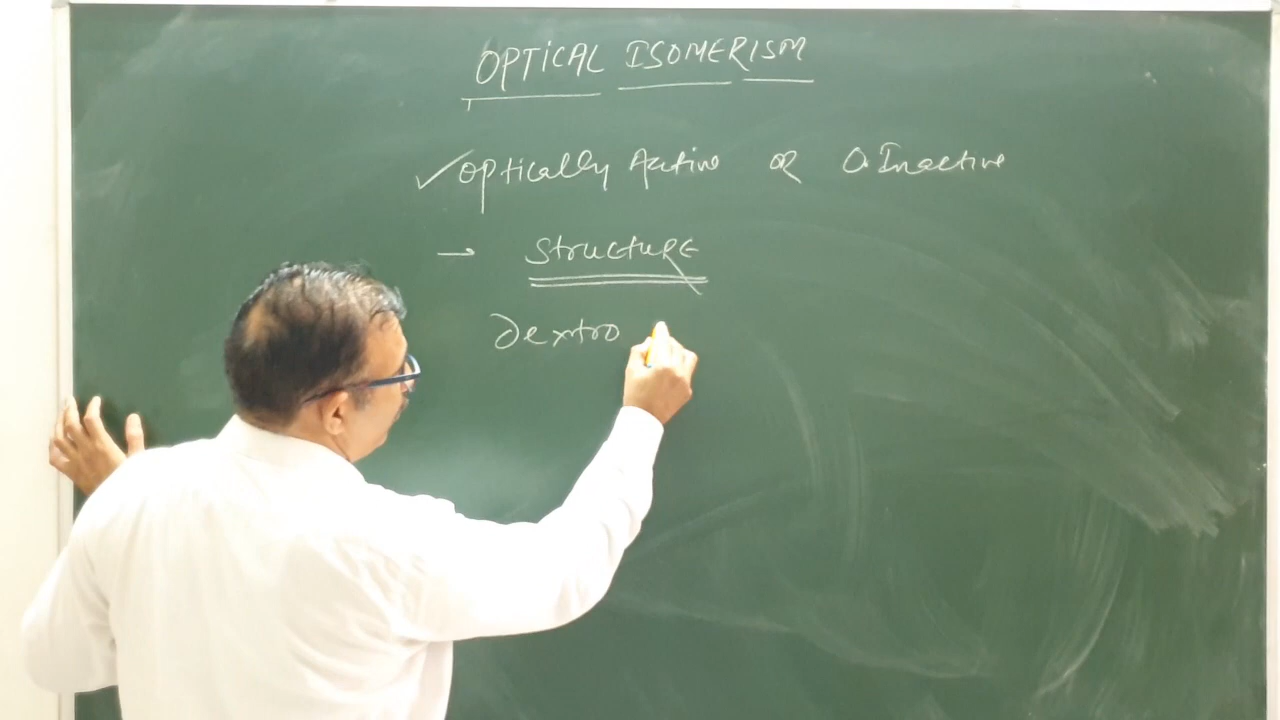 OPTICAL ISOMERISM
✓ Optically Active or O. Inactive
→ Structure
Dextro